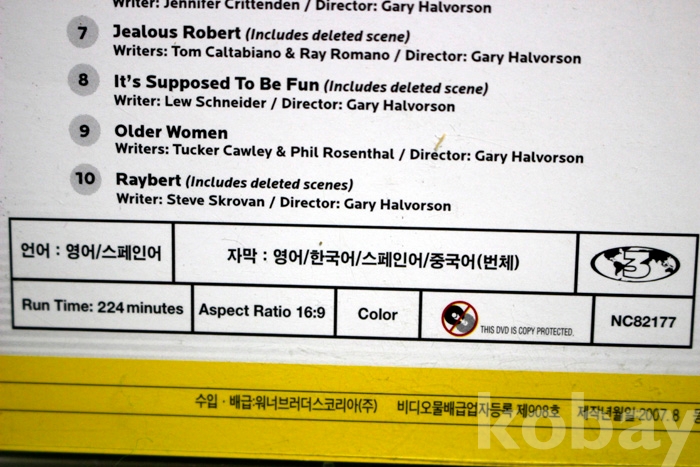 Writer: Jennifer Crittenden / Director: Gary Halvorson
7 Jealous Robert (Includes deleted scene)
Writers: Tom Caltabiano & Ray Romano / Director: Gary Halvorson
8 It's Supposed To Be Fun (Includes deleted scene)
Writer: Lew Schneider / Director: Gary Halvorson
9 Older Women
Writers: Tucker Cawley & Phil Rosenthal / Director: Gary Halvorson
10 Raybert (Includes deleted scenes)
Writer: Steve Skrovan / Director: Gary Halvorson
언어 : 영어/스페인어 자막 : 영어/한국어/스페인어/중국어(번체) 3
Run Time: 224 minutes Aspect Ratio 16:9 Color THIS DVD IS COPY PROTECTED. NC82177
수입 · 배급:워너브러더스코리아(주) 비디오물배급업자등록 제908호 제작년월일:2007. 8
kobay